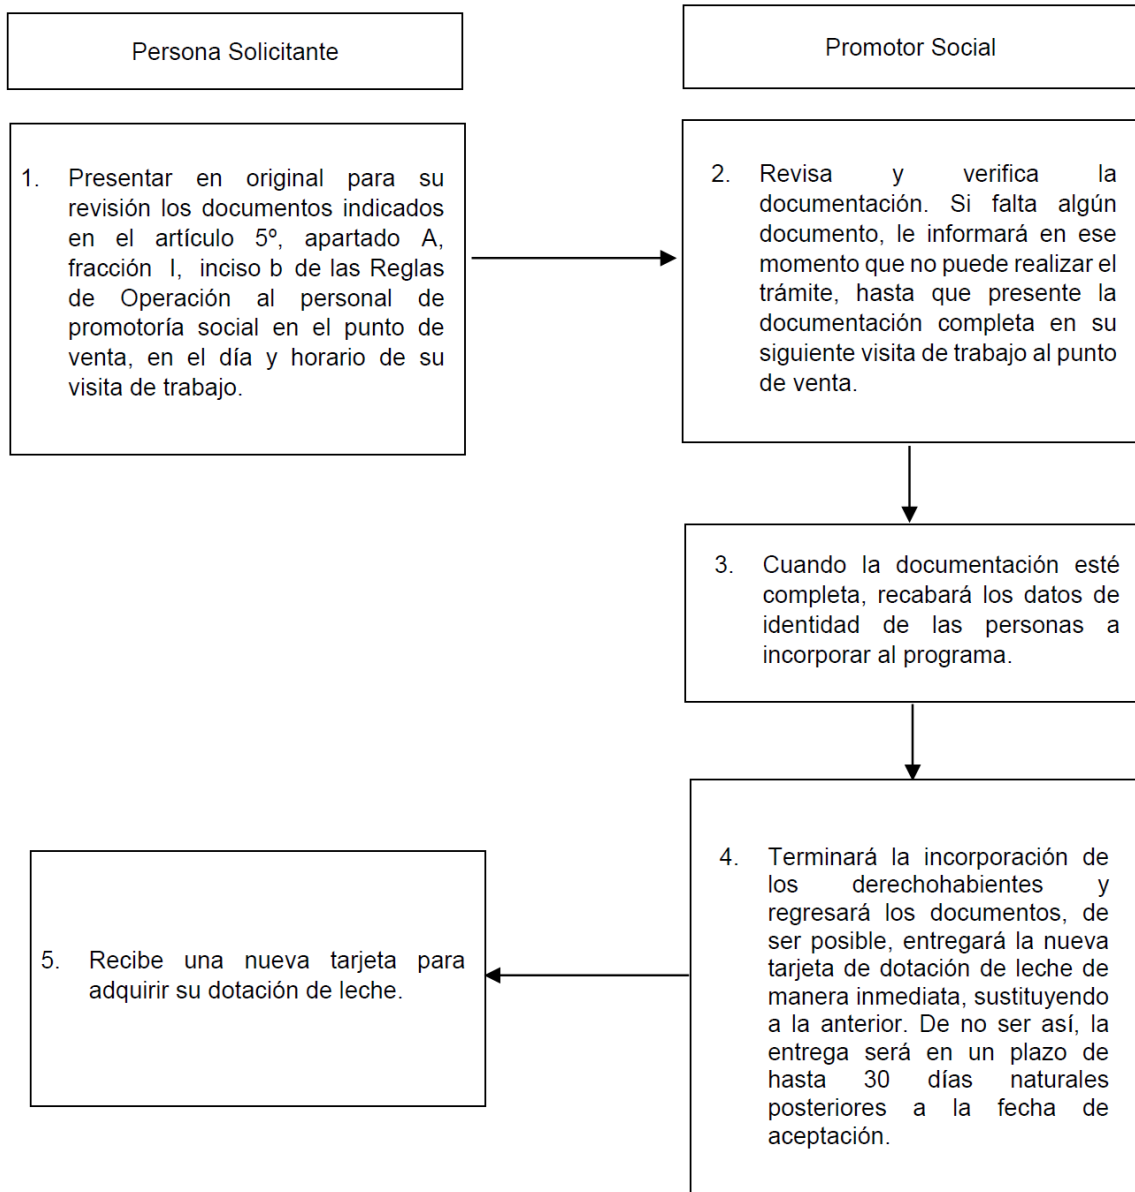 Persona Solicitante
Promotor Social
1. Presentar en original para su
revisión los documentos indicados
en el artículo 5º, apartado A,
fracción I, inciso b de las Reglas
de Operación al personal de
promotoría social en el punto de
venta, en el día y horario de su
visita de trabajo.
2. Revisa y verifica la
documentación. Si falta algún
documento, le informará en ese
momento que no puede realizar el
trámite, hasta que presente la
documentación completa en su
siguiente visita de trabajo al punto
de venta.
3. Cuando la documentación esté
completa, recabará los datos de
identidad de las personas a
incorporar al programa.
4. Terminará la incorporación de
los derechohabientes y
regresará los documentos, de
ser posible, entregará la nueva
tarjeta de dotación de leche de
manera inmediata, sustituyendo
a la anterior. De no ser así, la
entrega será en un plazo de
hasta 30 días naturales
posteriores a la fecha de
aceptación.
5. Recibe una nueva tarjeta para
adquirir su dotación de leche.